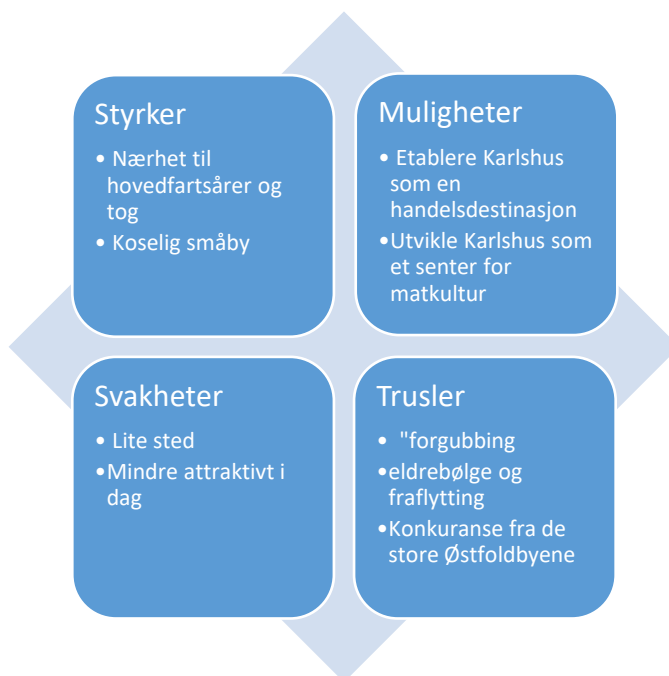 Styrker
• Nærhet til
hovedfartsårer og
tog
• Koselig småby
Muligheter
• Etablere Karlshus
som en
handelsdestinasjon
•Utvikle Karlshus som
et senter for
matkultur
Svakheter
• Lite sted
•Mindre attraktivt i
dag
Trusler
• "forgubbing
•eldrebølge og
fraflytting
•Konkuranse fra de
store Østfoldbyene